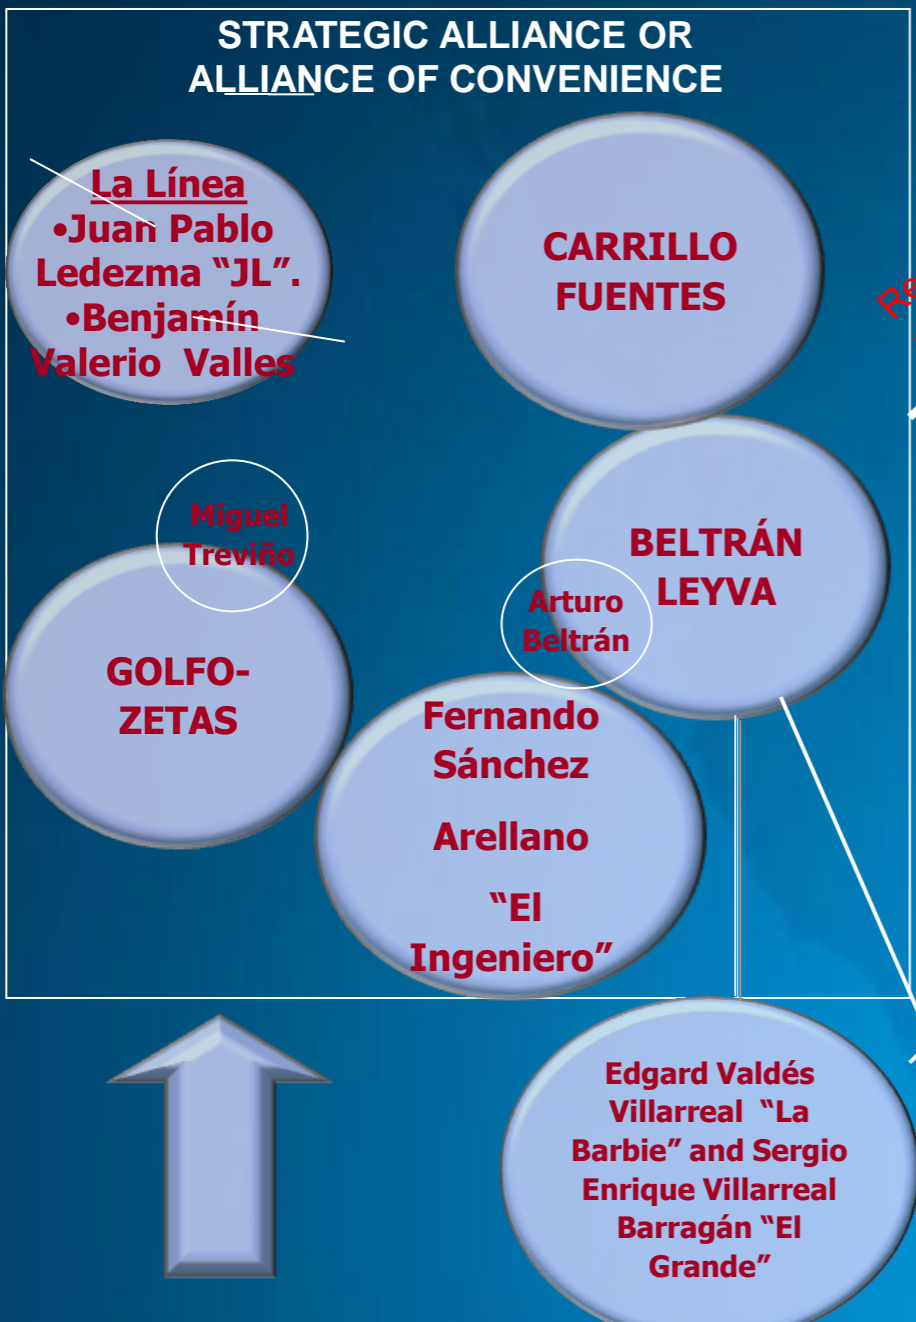 STRATEGIC ALLIANCE OR
ALLIANCE OF CONVENIENCE
La Línea
•Juan Pablo
Ledezma “JL”.
•Benjamín
Valerio Valles
CARRILLO
FUENTES
Miguel
Treviño
GOLFO-
ZETAS
BELTRÁN
LEYVA
Arturo
Beltrán
Fernando
Sánchez
Arellano
“El
Ingeniero”
Edgard Valdés
Villarreal “La
Barbie” and Sergio
Enrique Villarreal
Barragán “El
Grande”